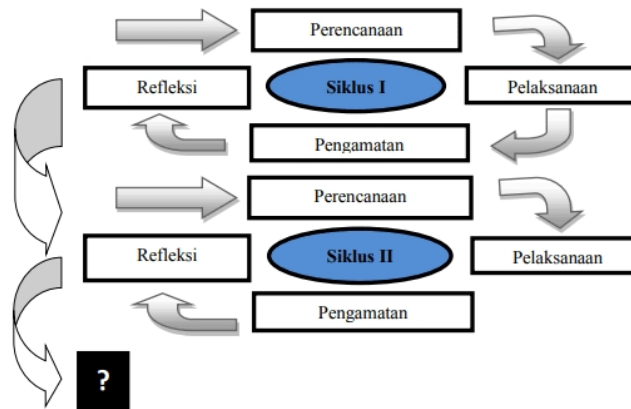 Perencanaan
Refleksi
Siklus I
Pelaksanaan
Pengamatan
Perencanaan
Refleksi
Siklus II
Pelaksanaan
Pengamatan
?